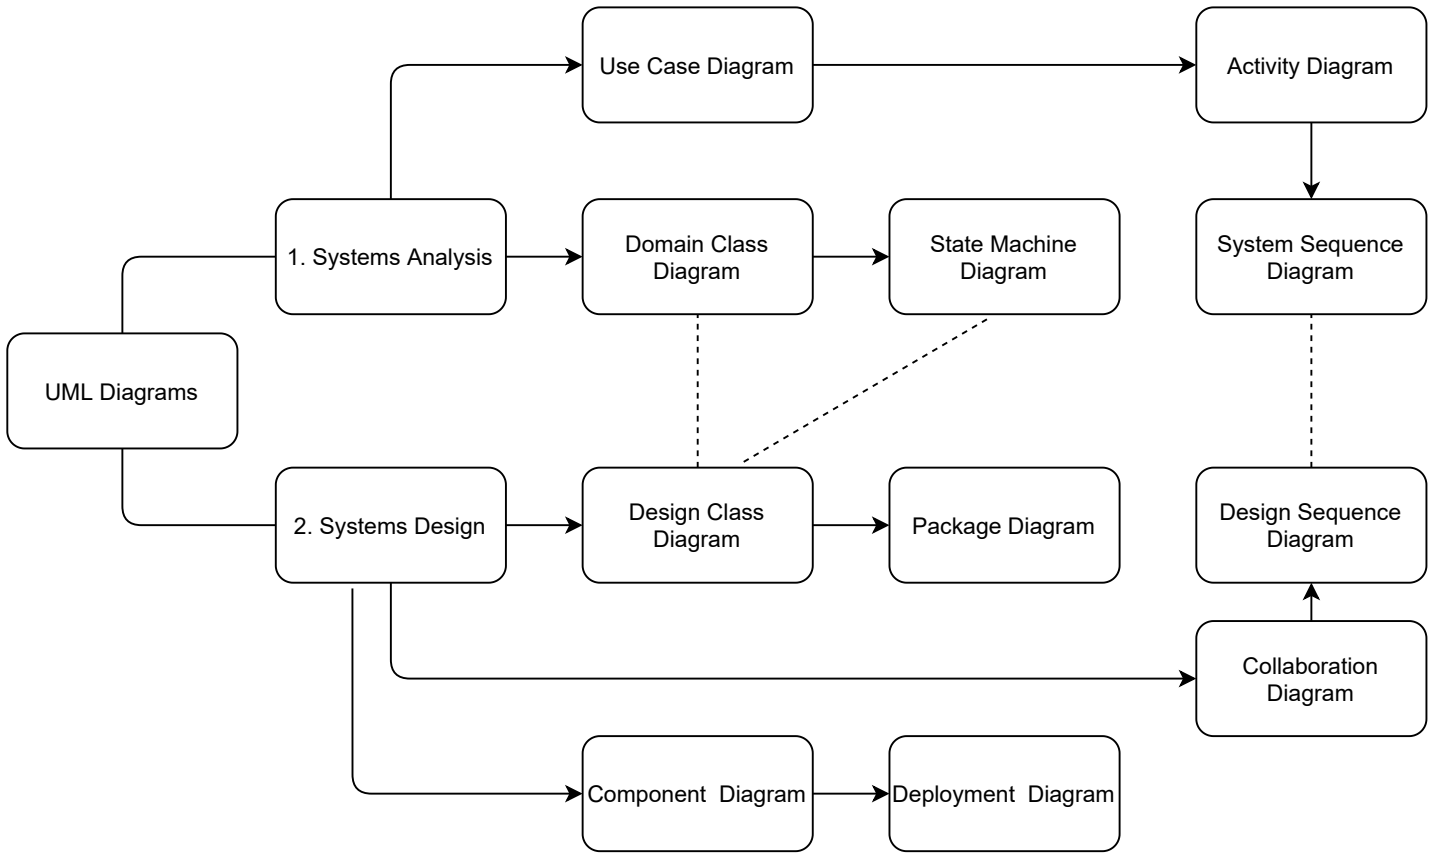 Use Case Diagram
Activity Diagram
1. Systems Analysis
Domain Class
Diagram
State Machine
Diagram
System Sequence
Diagram
UML Diagrams
2. Systems Design
Design Class
Diagram
Package Diagram
Design Sequence
Diagram
Collaboration
Diagram
Component  Diagram
Deployment  Diagram